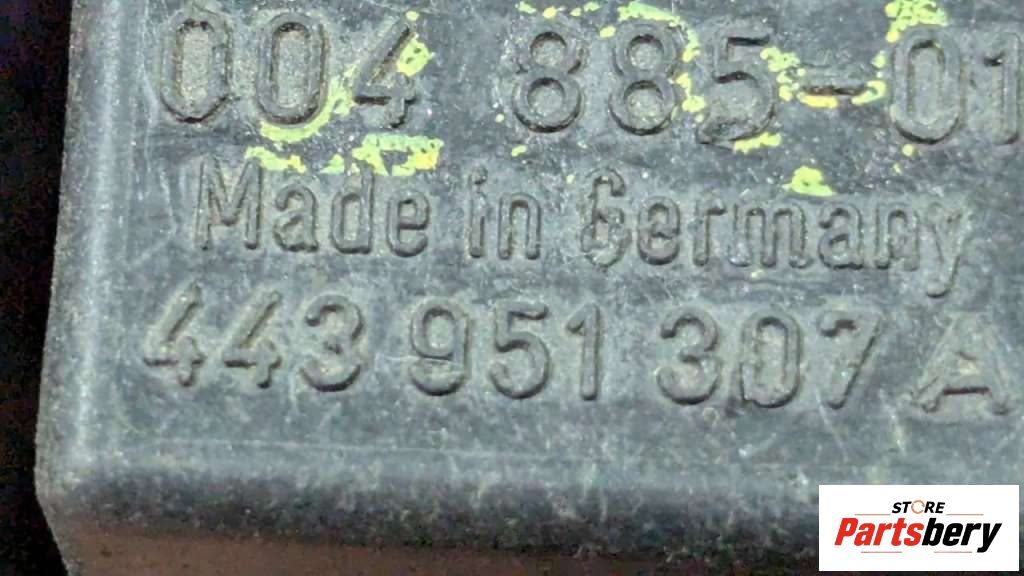 004 885-01
Made in Germany
443 951 307 A
STORE
Partsbery